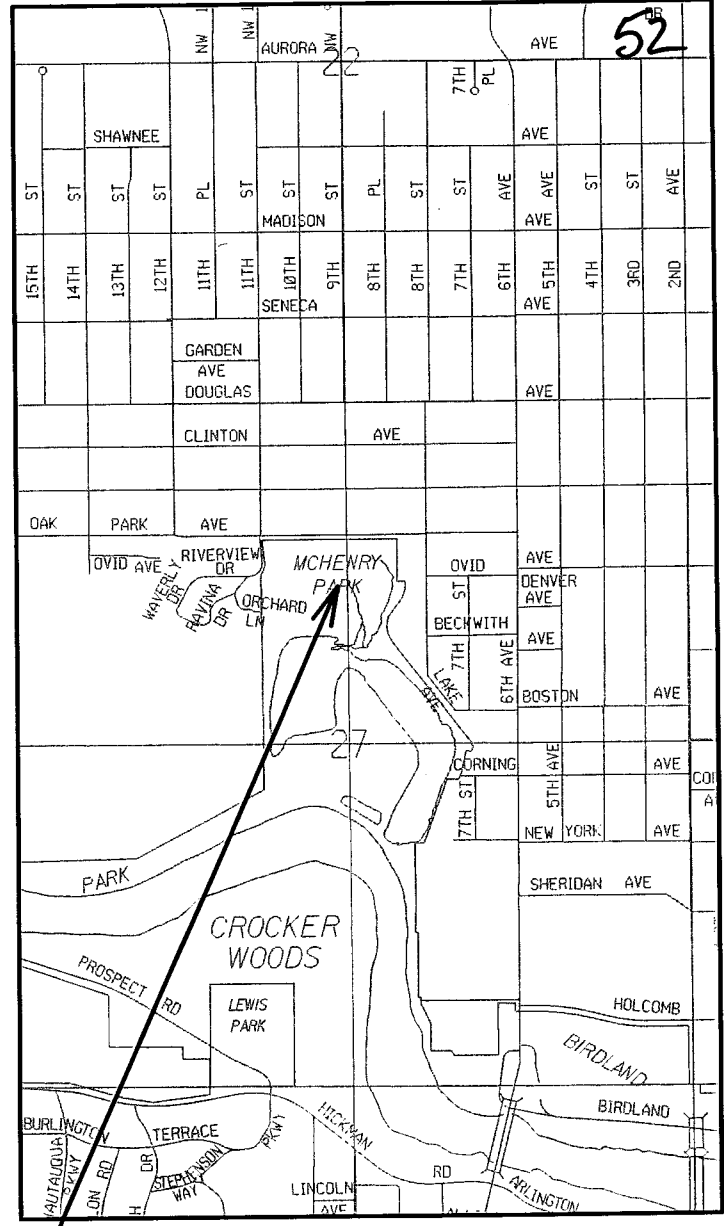 DR
52
NW 1
NW 1
AURORA NW
AVE
22
7TH PL
SHAWNEE
AVE
ST
ST
ST
ST
PL
ST
ST
ST
PL
ST
ST
AVE
AVE
ST
ST
AVE
MADISON
AVE
15TH
14TH
13TH
12TH
11TH
11TH
10TH
9TH
8TH
8TH
7TH
6TH
5TH
4TH
3RD
2ND
SENECA
AVE
GARDEN
AVE
DOUGLAS
AVE
CLINTON
AVE
OAK PARK AVE
OVID AVE
RIVERVIEW
DR
MCHENRY
PARK
OVID
AVE
WAVERLY
DR
RAVINA
DR
ORCHARD
LN
ST
DENVER
AVE
BECKWITH
AVE
7TH
LAKE
AVE
6TH AVE
BOSTON
AVE
27
CORNING
5TH AVE
AVE
7TH ST
NEW YORK
AVE
PARK
SHERIDAN AVE
CROCKER
WOODS
PROSPECT RD
LEWIS
PARK
HOLCOMB
BIRDLAND
BIRDLAND
BURLINGTON
TERRACE
PKWY
HICKMAN
RD
AUTAUQUA
PKWY
ON RD
H DR
STEPHENSON
WAY
LINCOLN
AVE
ARLINGTON